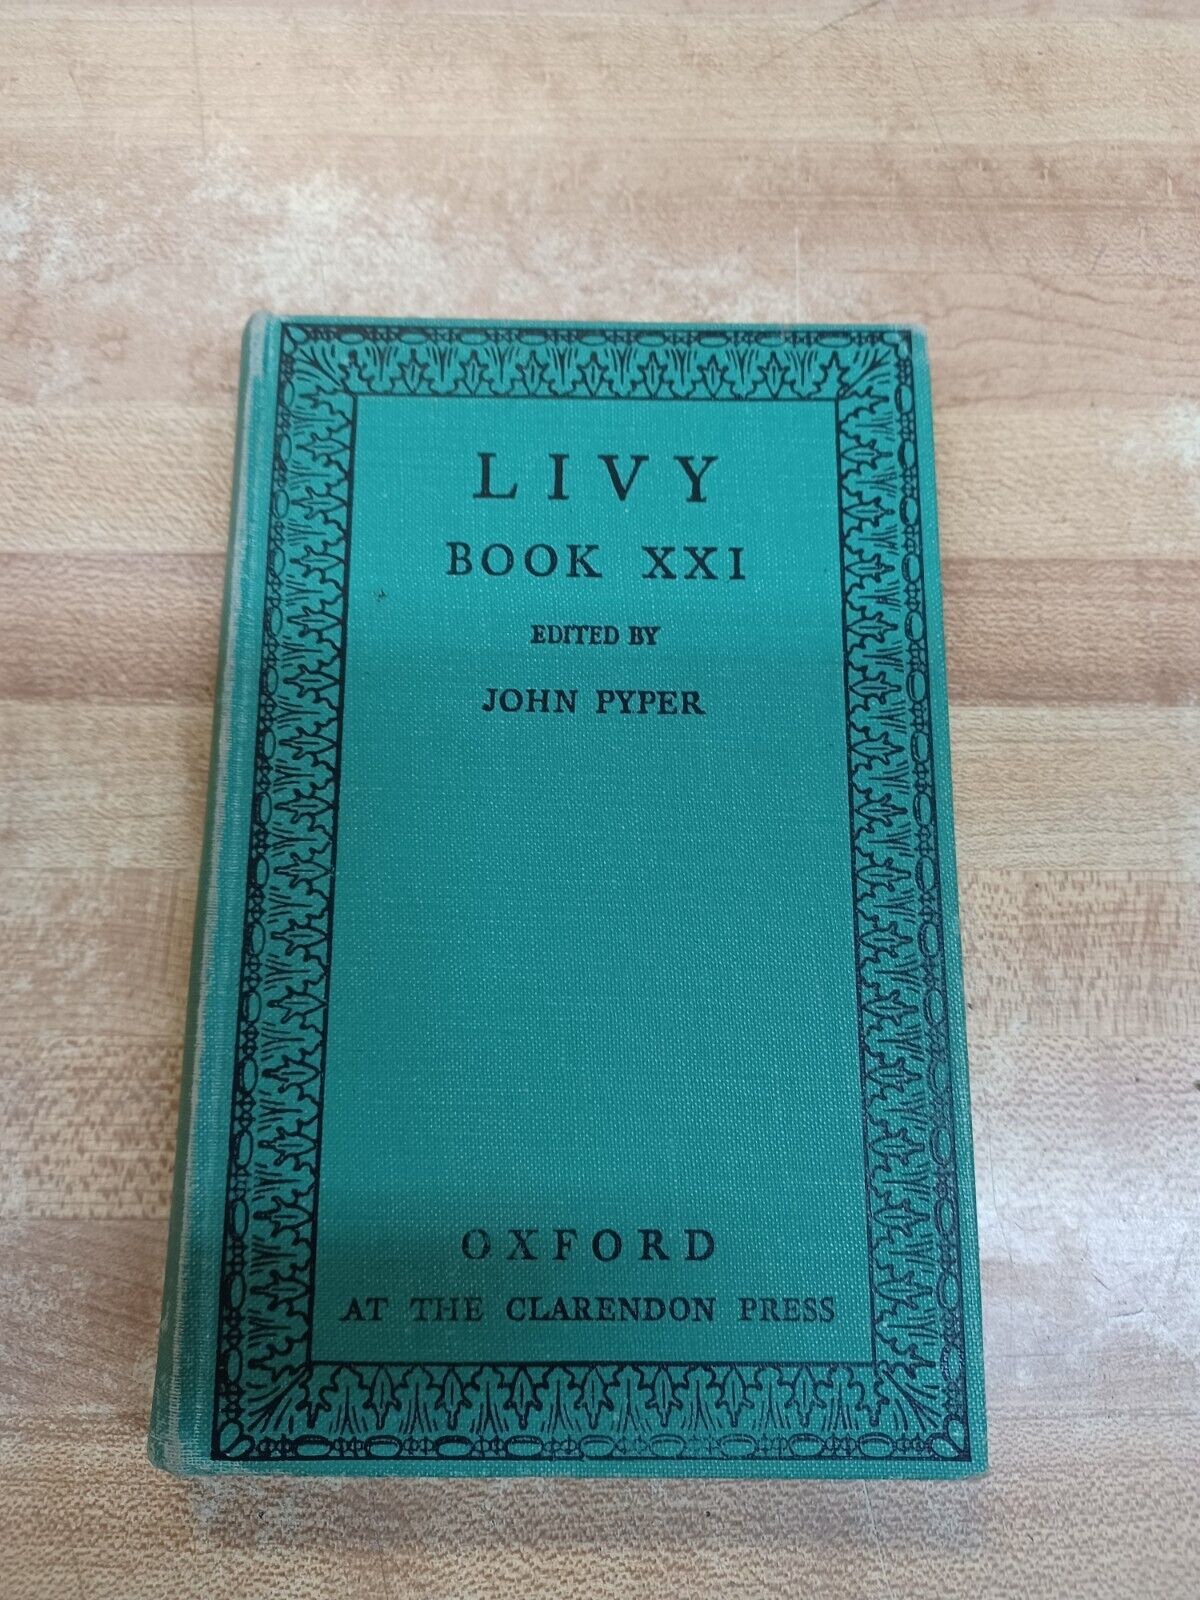 LIVY
BOOK XXI
EDITED BY
JOHN PYPER
OXFORD
AT THE CLARENDON PRESS